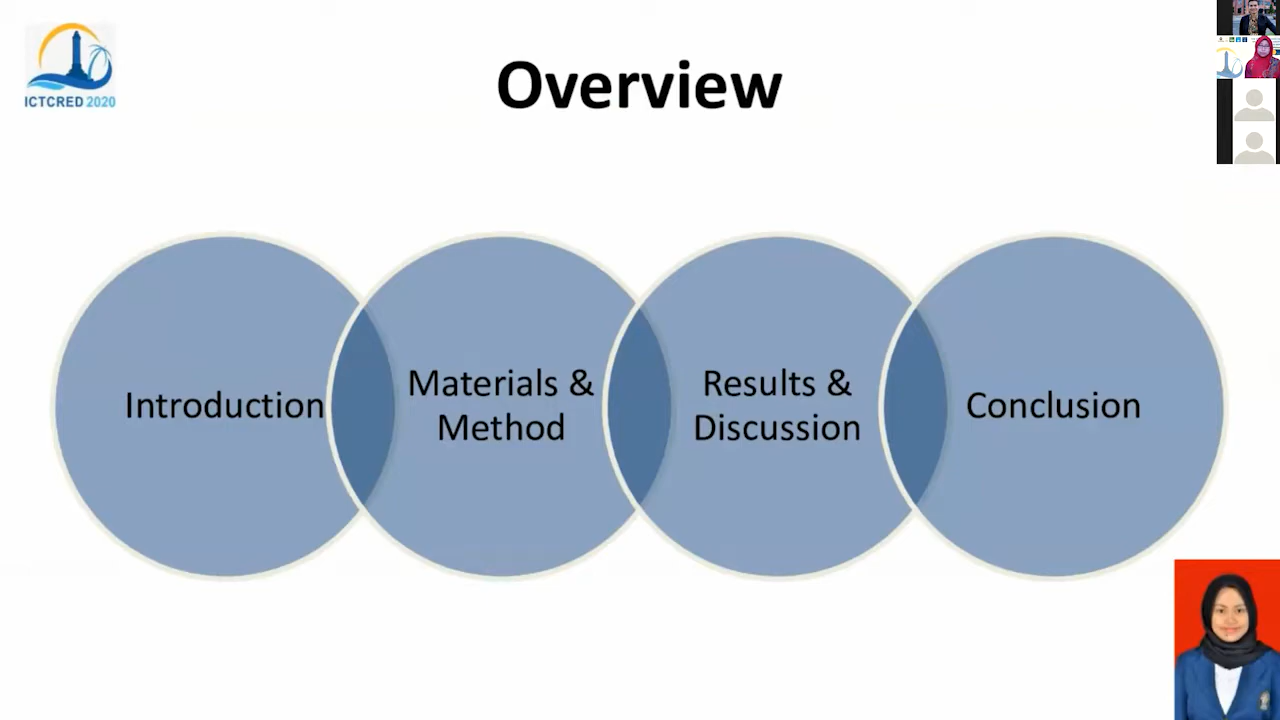 ICTCRED 2020
Overview
Introduction
Materials &
Method
Results &
Discussion
Conclusion